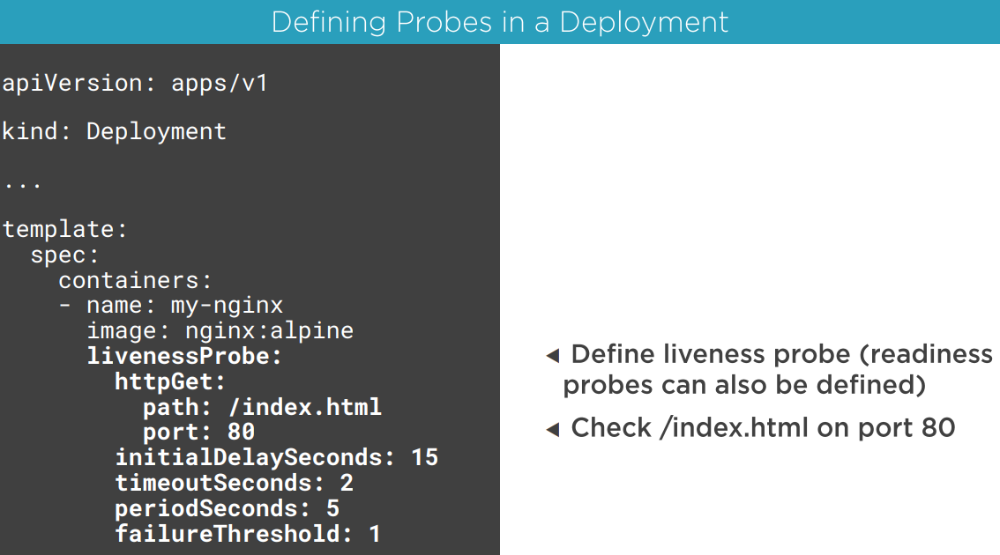 Defining Probes in a Deployment
apiVersion: apps/v1
kind: Deployment
...
template:
  spec:
    containers:
    - name: my-nginx
      image: nginx:alpine
      livenessProbe:
        httpGet:
          path: /index.html
          port: 80
        initialDelaySeconds: 15
        timeoutSeconds: 2
        periodSeconds: 5
        failureThreshold: 1
Define liveness probe (readiness
probes can also be defined)
Check /index.html on port 80